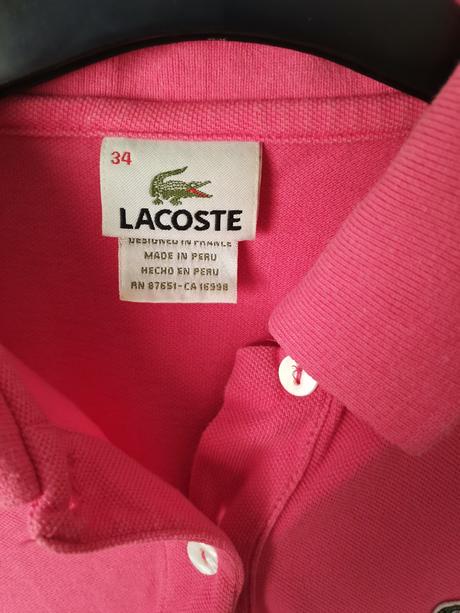 34
LACOSTE
DESIGNED IN FRANCE
MADE IN PERU
HECHO EN PERU
RN 87651-CA 16998